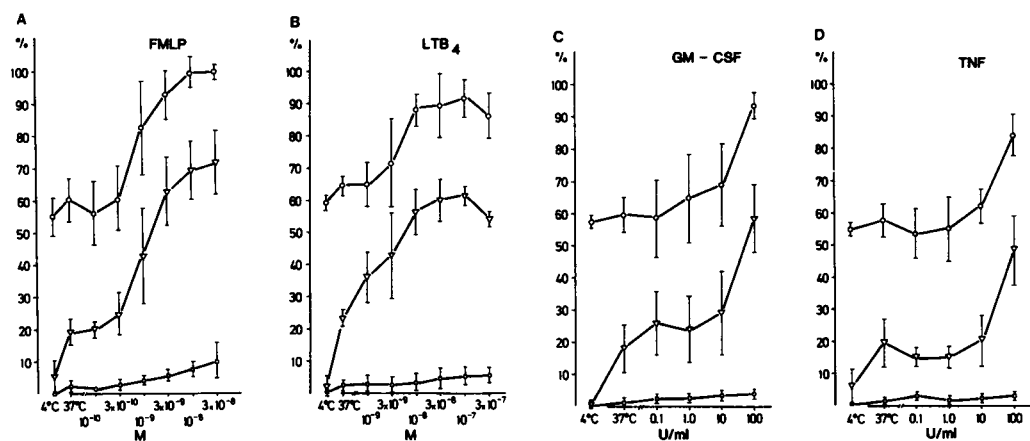 A
FMLP
%
100
90
80
70
60
50
40
30
20
10
4°C 37°C 3x10⁻¹⁰ 3x10⁻⁹ 3x10⁻⁸
10⁻¹⁰ 10⁻⁹ 10⁻⁸
M
B
LTB₄
%
100
90
80
70
60
50
40
30
20
10
4°C 37°C 3x10⁻⁹ 3x10⁻⁸ 3x10⁻⁷
10⁻⁹ 10⁻⁸ 10⁻⁷
M
C
GM - CSF
%
100
90
80
70
60
50
40
30
20
10
4°C 37°C 0.1 1.0 10 100
U/ml
D
TNF
%
100
90
80
70
60
50
40
30
20
10
4°C 37°C 0.1 1.0 10 100
U/ml